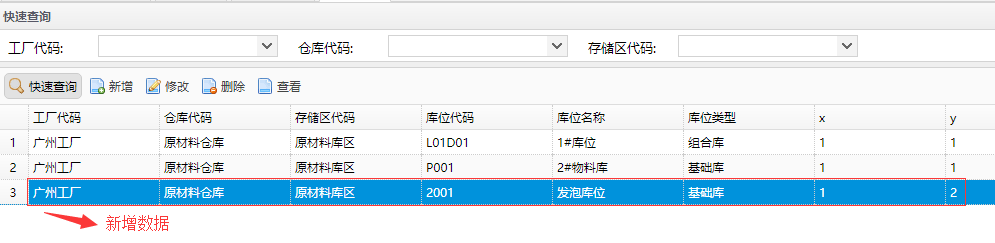 快速查询
工厂代码: 仓库代码: 存储区代码:
快速查询 新增 修改 删除 查看
工厂代码 仓库代码 存储区代码 库位代码 库位名称 库位类型 x y
1 广州工厂 原材料仓库 原材料库区 L01D01 1#库位 组合库 1 1
2 广州工厂 原材料仓库 原材料库区 P001 2#物料库 基础库 1 1
3 广州工厂 原材料仓库 原材料库区 2001 发泡库位 基础库 1 2
新增数据